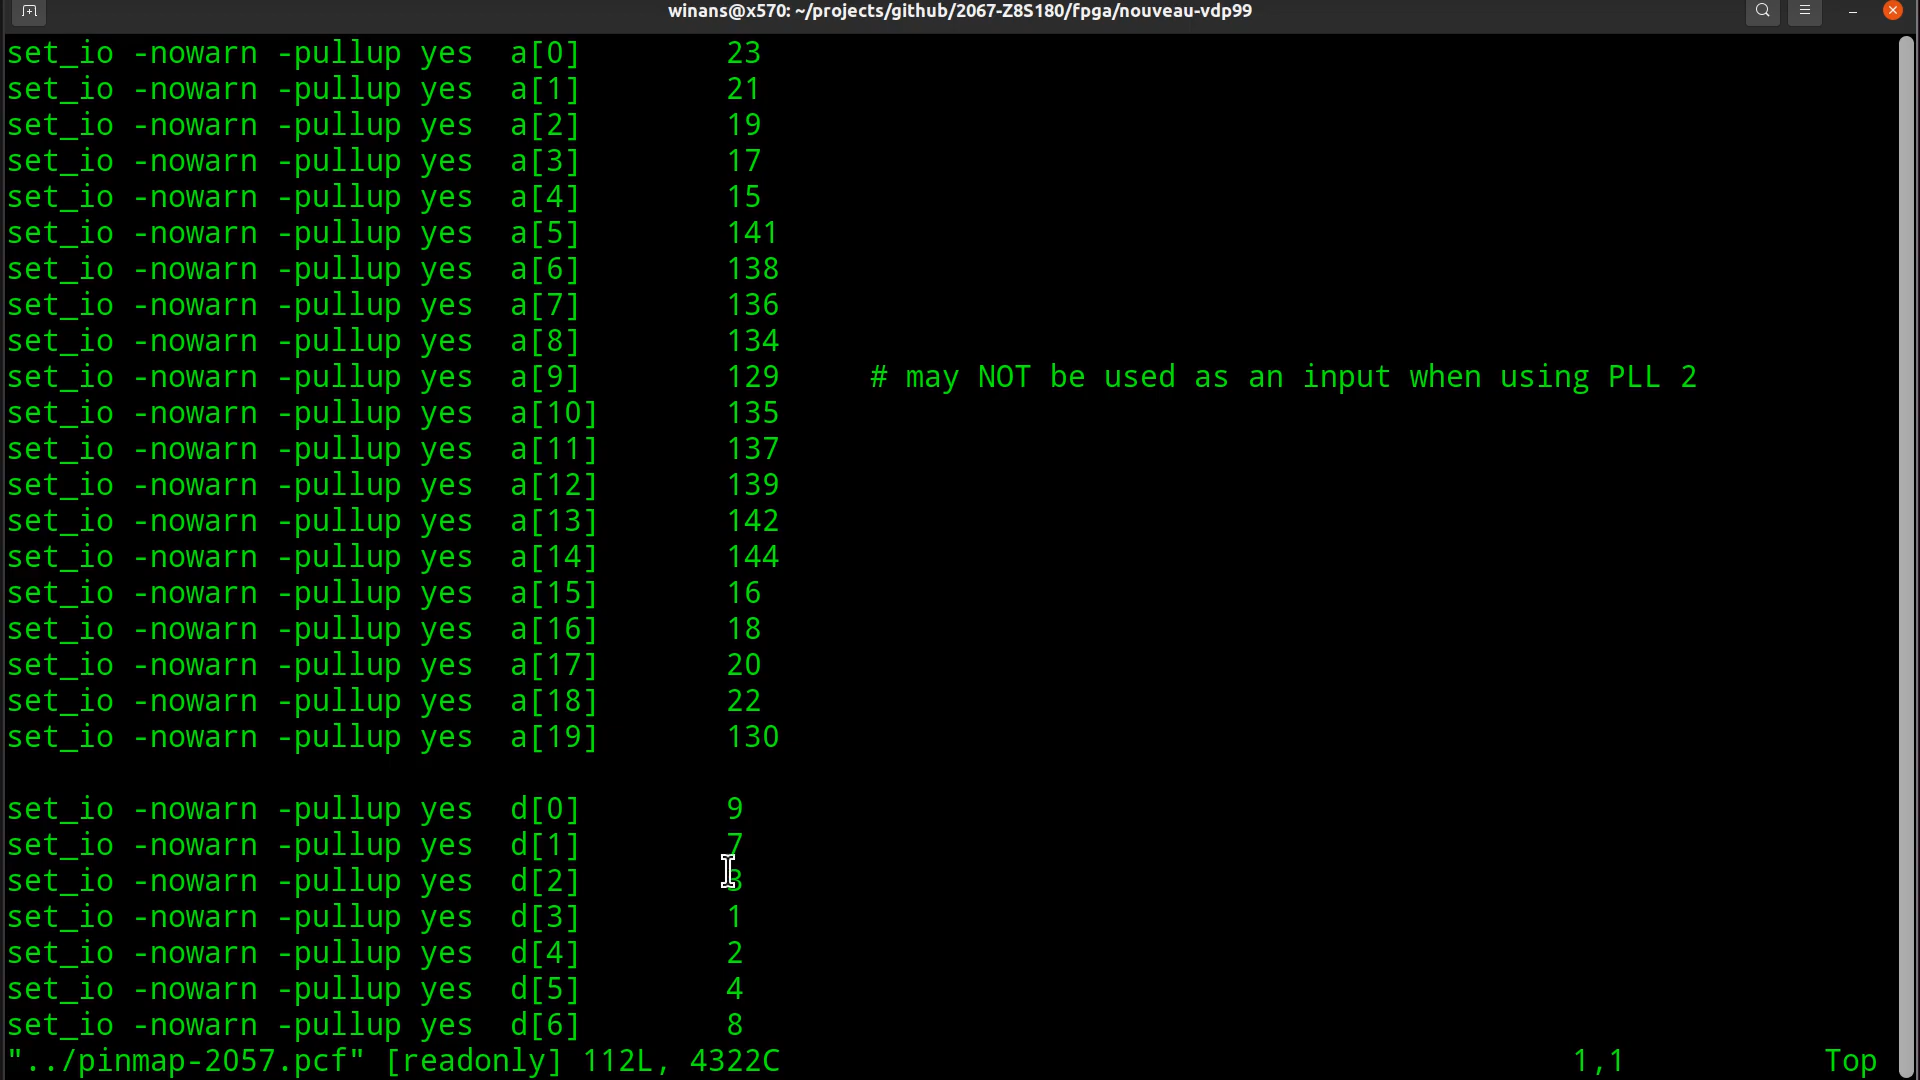 winans@x570: ~/projects/github/2067-Z8S180/fpga/nouveau-vdp99
set_io -nowarn -pullup yes  a[0]        23
set_io -nowarn -pullup yes  a[1]        21
set_io -nowarn -pullup yes  a[2]        19
set_io -nowarn -pullup yes  a[3]        17
set_io -nowarn -pullup yes  a[4]        15
set_io -nowarn -pullup yes  a[5]        141
set_io -nowarn -pullup yes  a[6]        138
set_io -nowarn -pullup yes  a[7]        136
set_io -nowarn -pullup yes  a[8]        134
set_io -nowarn -pullup yes  a[9]        129     # may NOT be used as an input when using PLL 2
set_io -nowarn -pullup yes  a[10]       135
set_io -nowarn -pullup yes  a[11]       137
set_io -nowarn -pullup yes  a[12]       139
set_io -nowarn -pullup yes  a[13]       142
set_io -nowarn -pullup yes  a[14]       144
set_io -nowarn -pullup yes  a[15]       16
set_io -nowarn -pullup yes  a[16]       18
set_io -nowarn -pullup yes  a[17]       20
set_io -nowarn -pullup yes  a[18]       22
set_io -nowarn -pullup yes  a[19]       130
set_io -nowarn -pullup yes  d[0]        9
set_io -nowarn -pullup yes  d[1]        7
set_io -nowarn -pullup yes  d[2]        3
set_io -nowarn -pullup yes  d[3]        1
set_io -nowarn -pullup yes  d[4]        2
set_io -nowarn -pullup yes  d[5]        4
set_io -nowarn -pullup yes  d[6]        8
"../pinmap-2057.pcf" [readonly] 112L, 4322C    1,1    Top